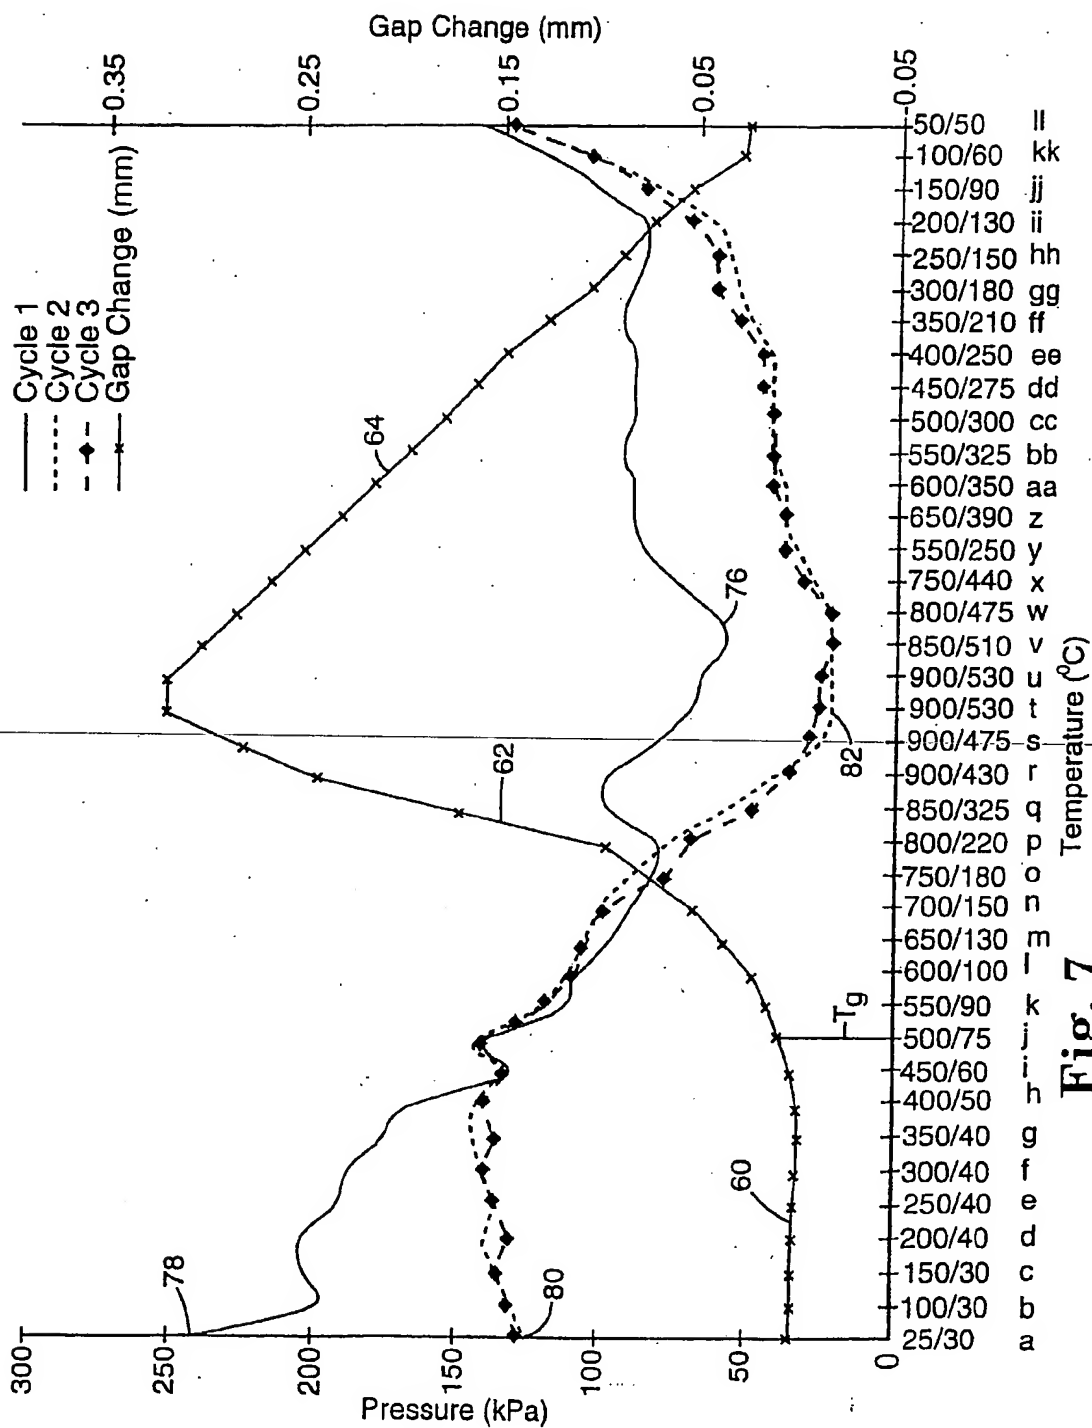 Cycle 1
Cycle 2
Cycle 3
Gap Change (mm)
Pressure (kPa)
300
250
200
150
100
50
0
Gap Change (mm)
0.35
0.25
0.15
0.05
-0.05
78
80
60
62
64
76
82
Tg
25/30 a
100/30 b
150/30 c
200/40 d
250/40 e
300/40 f
350/40 g
400/50 h
450/60 i
500/75 j
550/90 k
600/100 l
650/130 m
700/150 n
750/180 o
800/220 p
850/325 q
900/430 r
900/475 s
900/530 t
900/530 u
850/510 v
800/475 w
750/440 x
550/250 y
650/390 z
600/350 aa
550/325 bb
500/300 cc
450/275 dd
400/250 ee
350/210 ff
300/180 gg
250/150 hh
200/130 ii
150/90 jj
100/60 kk
50/50 ll
Temperature (⁰C)
Fig. 7